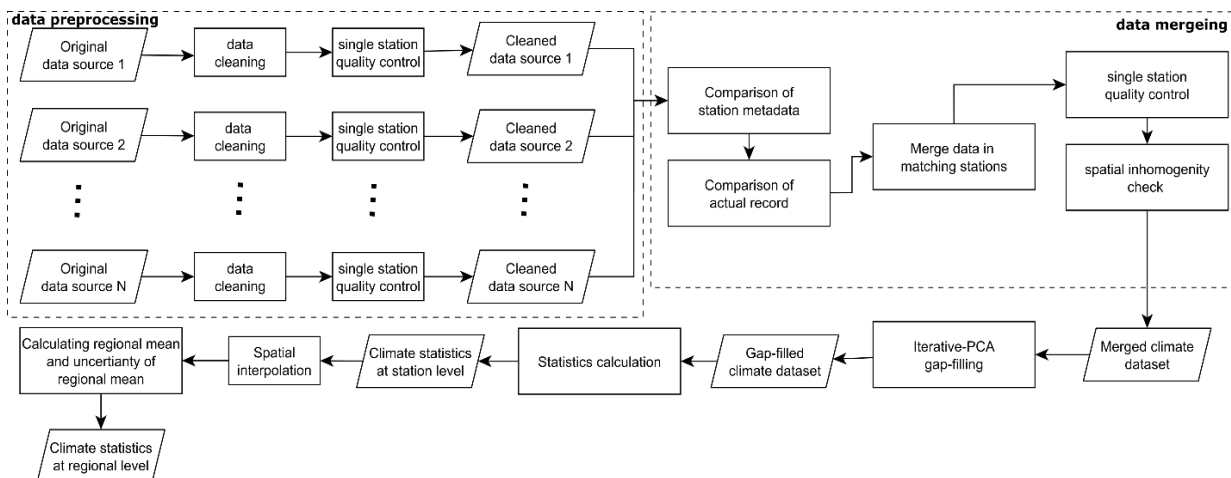 data preprocessing
Original
data source 1
data
cleaning
single station
quality control
Cleaned
data source 1
Original
data source 2
data
cleaning
single station
quality control
Cleaned
data source 2
Original
data source N
data
cleaning
single station
quality control
Cleaned
data source N
data mergeing
Comparison of
station metadata
Comparison of
actual record
Merge data in
matching stations
single station
quality control
spatial inhomogenity
check
Merged climate
dataset
Iterative-PCA
gap-filling
Gap-filled
climate dataset
Statistics calculation
Climate statistics
at station level
Spatial
interpolation
Calculating regional mean
and uncertianty of
regional mean
Climate statistics
at regional level